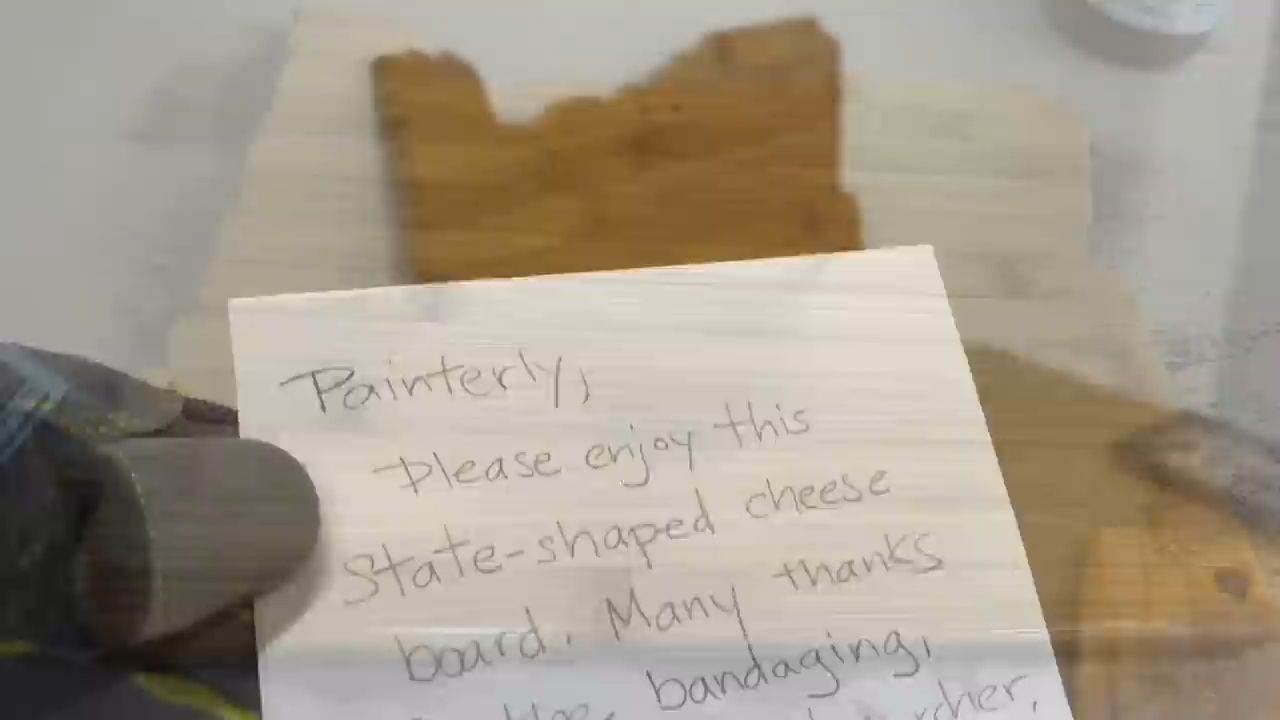 Painterly,
Please enjoy this
State-shaped cheese
board. Many thanks
bandaging,